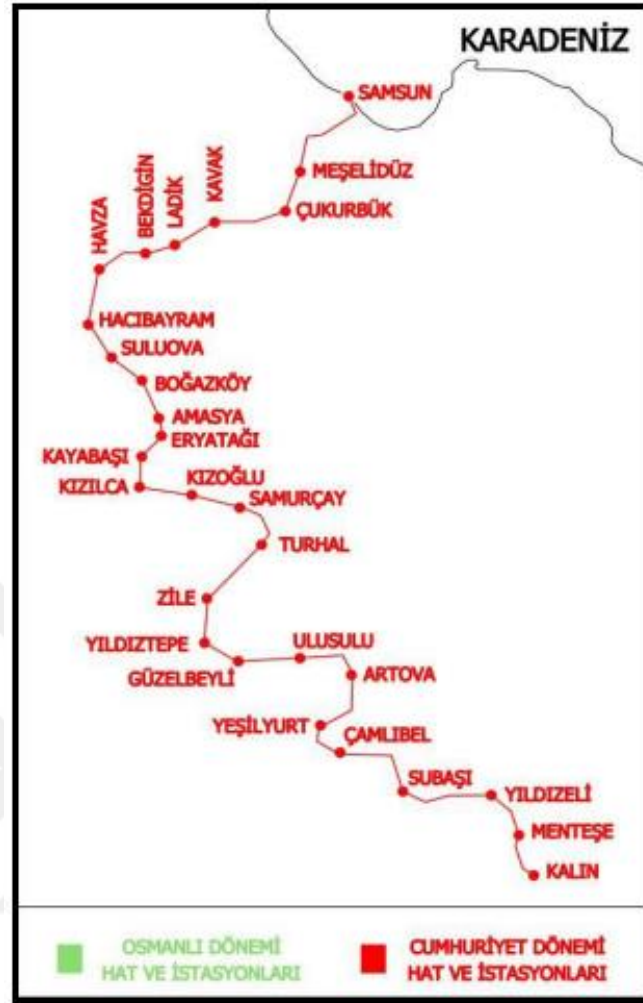 KARADENİZ
SAMSUN
MEŞELİDÜZ
ÇUKURBÜK
KAVAK
LADİK
BEKDİGİN
HAVZA
HACIBAYRAM
SULUOVA
BOĞAZKÖY
AMASYA
ERYATAĞI
KAYABAŞI
KIZILCA
KIZOĞLU
SAMURÇAY
TURHAL
ZİLE
YILDIZTEPE
GÜZELBEYLİ
ULUSULU
ARTOVA
YEŞİLYURT
ÇAMLIBEL
SUBAŞI
YILDIZELİ
MENTEŞE
KALIN
OSMANLI DÖNEMİ
HAT VE İSTASYONLARI
CUMHURİYET DÖNEMİ
HAT VE İSTASYONLARI